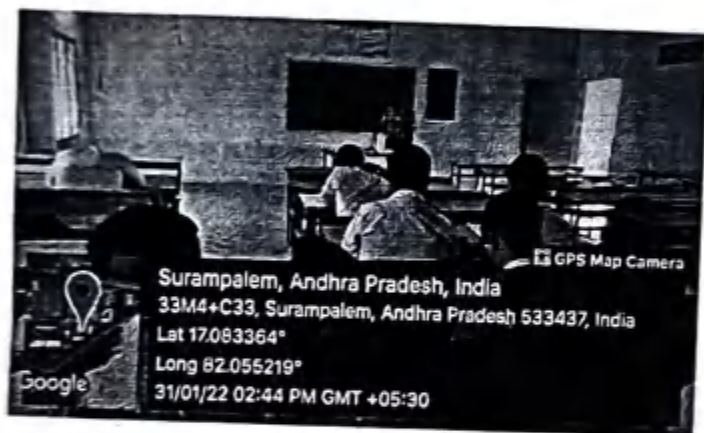 GPS Map Camera
Surampalem, Andhra Pradesh, India
33M4+C33, Surampalem, Andhra Pradesh 533437, India
Lat 17.083364°
Long 82.055219°
Google
31/01/22 02:44 PM GMT +05:30